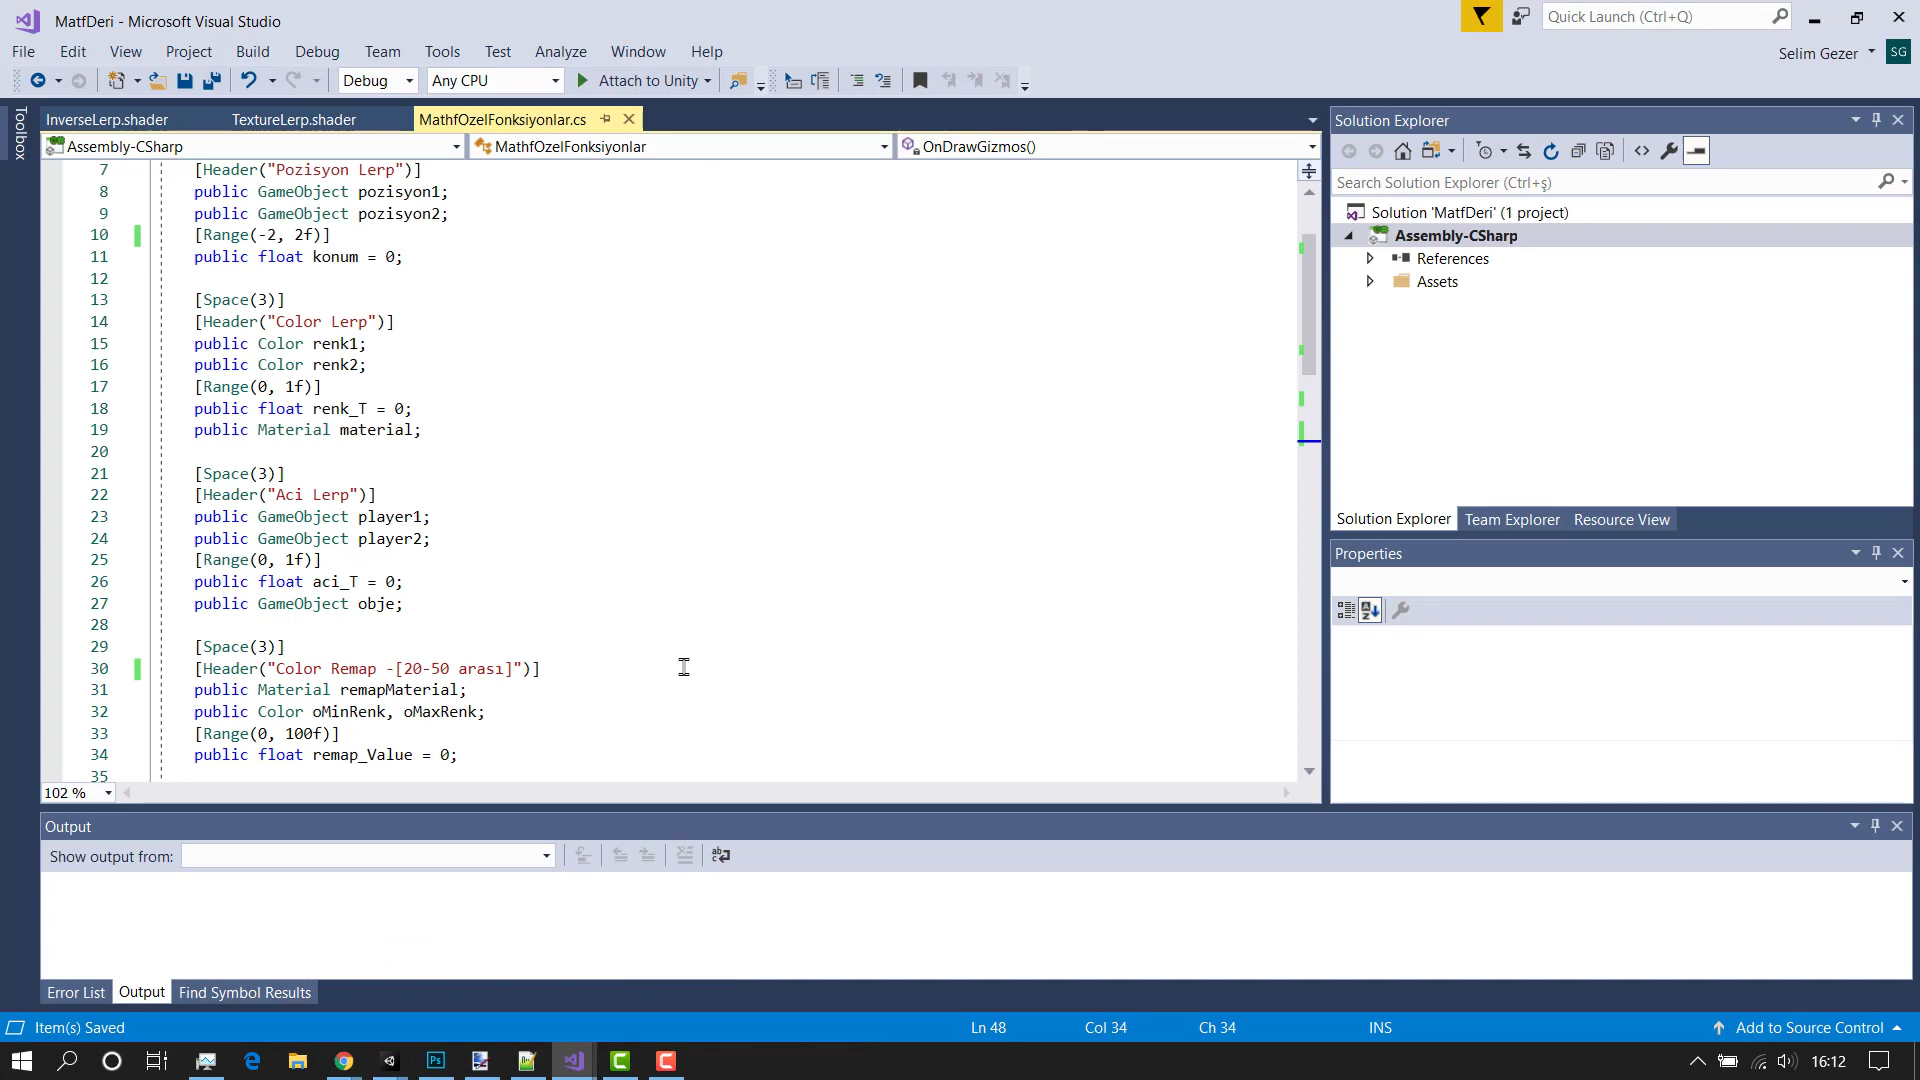 MatfDeri - Microsoft Visual Studio
Quick Launch (Ctrl+Q)
File Edit View Project Build Debug Team Tools Test Analyze Window Help
Selim Gezer SG
Debug Any CPU Attach to Unity
Toolbox
InverseLerp.shader TextureLerp.shader MathfOzelFonksiyonlar.cs
Assembly-CSharp MathfOzelFonksiyonlar OnDrawGizmos()
7 [Header("Pozisyon Lerp")]
8 public GameObject pozisyon1;
9 public GameObject pozisyon2;
10 [Range(-2, 2f)]
11 public float konum = 0;
12
13 [Space(3)]
14 [Header("Color Lerp")]
15 public Color renk1;
16 public Color renk2;
17 [Range(0, 1f)]
18 public float renk_T = 0;
19 public Material material;
20
21 [Space(3)]
22 [Header("Aci Lerp")]
23 public GameObject player1;
24 public GameObject player2;
25 [Range(0, 1f)]
26 public float aci_T = 0;
27 public GameObject obje;
28
29 [Space(3)]
30 [Header("Color Remap -[20-50 arası]")]
31 public Material remapMaterial;
32 public Color oMinRenk, oMaxRenk;
33 [Range(0, 100f)]
34 public float remap_Value = 0;
35
102 %
Solution Explorer
Search Solution Explorer (Ctrl+ş)
Solution 'MatfDeri' (1 project)
Assembly-CSharp
References
Assets
Solution Explorer Team Explorer Resource View
Properties
Output
Show output from:
Error List Output Find Symbol Results
Item(s) Saved Ln 48 Col 34 Ch 34 INS Add to Source Control
16:12